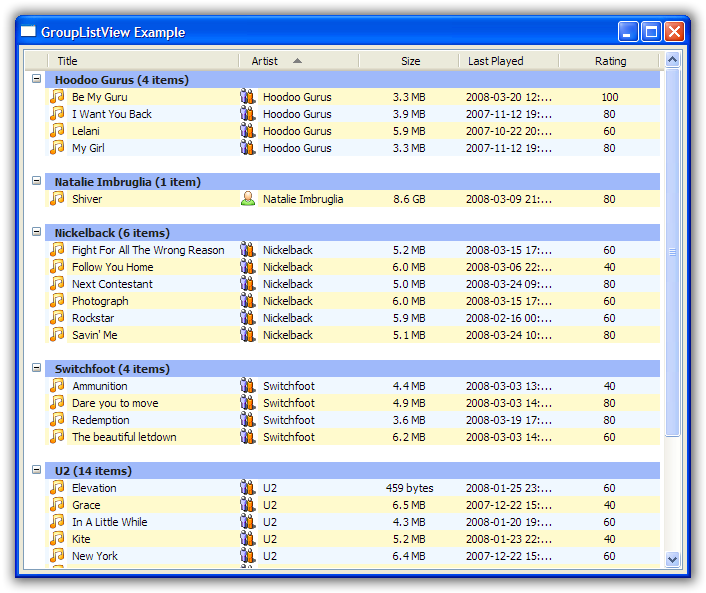 GroupListView Example
Title Artist Size Last Played Rating
Hoodoo Gurus (4 items)
Be My Guru Hoodoo Gurus 3.3 MB 2008-03-20 12:... 100
I Want You Back Hoodoo Gurus 3.9 MB 2007-11-12 19:... 80
Lelani Hoodoo Gurus 5.9 MB 2007-10-22 20:... 60
My Girl Hoodoo Gurus 3.3 MB 2007-11-12 19:... 80
Natalie Imbruglia (1 item)
Shiver Natalie Imbruglia 8.6 GB 2008-03-09 21:... 80
Nickelback (6 items)
Fight For All The Wrong Reason Nickelback 5.2 MB 2008-03-15 17:... 60
Follow You Home Nickelback 6.0 MB 2008-03-06 22:... 40
Next Contestant Nickelback 5.0 MB 2008-03-24 09:... 80
Photograph Nickelback 6.0 MB 2008-03-15 17:... 60
Rockstar Nickelback 5.9 MB 2008-02-16 00:... 60
Savin' Me Nickelback 5.1 MB 2008-03-24 10:... 80
Switchfoot (4 items)
Ammunition Switchfoot 4.4 MB 2008-03-03 13:... 40
Dare you to move Switchfoot 4.9 MB 2008-03-03 14:... 80
Redemption Switchfoot 3.6 MB 2008-03-19 17:... 80
The beautiful letdown Switchfoot 6.2 MB 2008-03-03 14:... 60
U2 (14 items)
Elevation U2 459 bytes 2008-01-25 23:... 60
Grace U2 6.5 MB 2007-12-22 15:... 40
In A Little While U2 4.3 MB 2008-01-20 19:... 60
Kite U2 5.2 MB 2008-01-23 22:... 40
New York U2 6.4 MB 2007-12-22 15:... 60